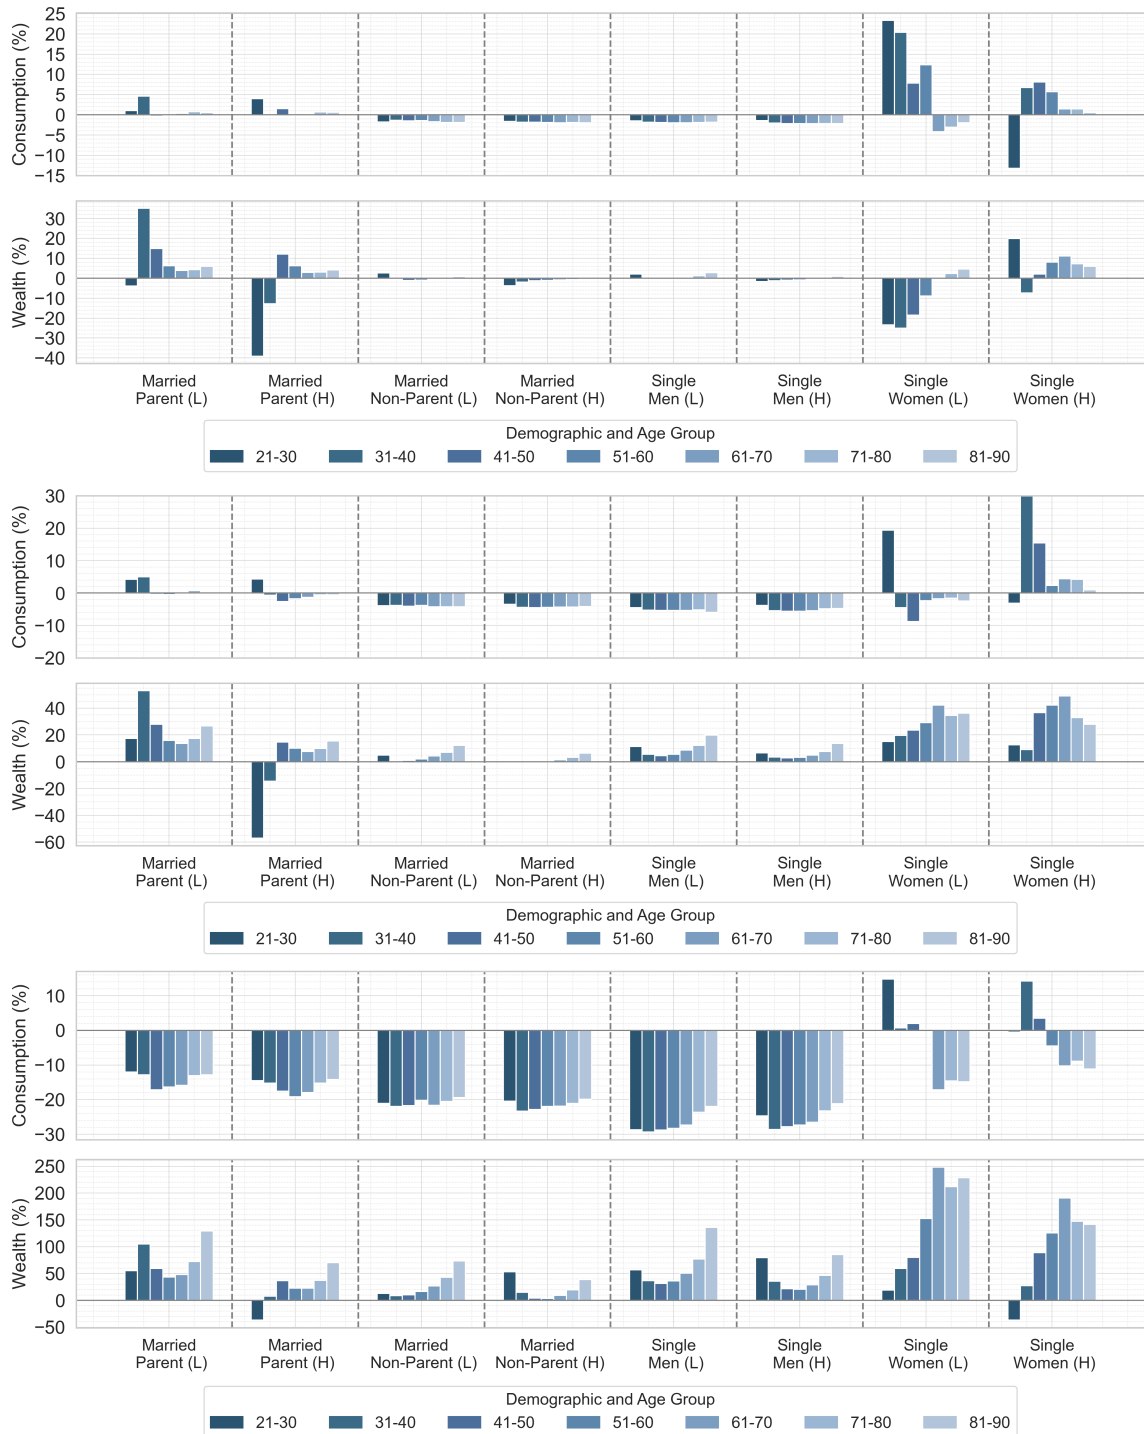 Consumption (%)
25
20
15
10
5
0
−5
−10
−15
Wealth (%)
30
20
10
0
−10
−20
−30
−40
Married Married Married Married Single Single Single Single
Parent (L) Parent (H) Non-Parent (L) Non-Parent (H) Men (L) Men (H) Women (L) Women (H)
Demographic and Age Group
21-30 31-40 41-50 51-60 61-70 71-80 81-90
Consumption (%)
30
20
10
0
−10
−20
Wealth (%)
40
20
0
−20
−40
−60
Married Married Married Married Single Single Single Single
Parent (L) Parent (H) Non-Parent (L) Non-Parent (H) Men (L) Men (H) Women (L) Women (H)
Demographic and Age Group
21-30 31-40 41-50 51-60 61-70 71-80 81-90
Consumption (%)
10
0
−10
−20
−30
Wealth (%)
250
200
150
100
50
0
−50
Married Married Married Married Single Single Single Single
Parent (L) Parent (H) Non-Parent (L) Non-Parent (H) Men (L) Men (H) Women (L) Women (H)
Demographic and Age Group
21-30 31-40 41-50 51-60 61-70 71-80 81-90